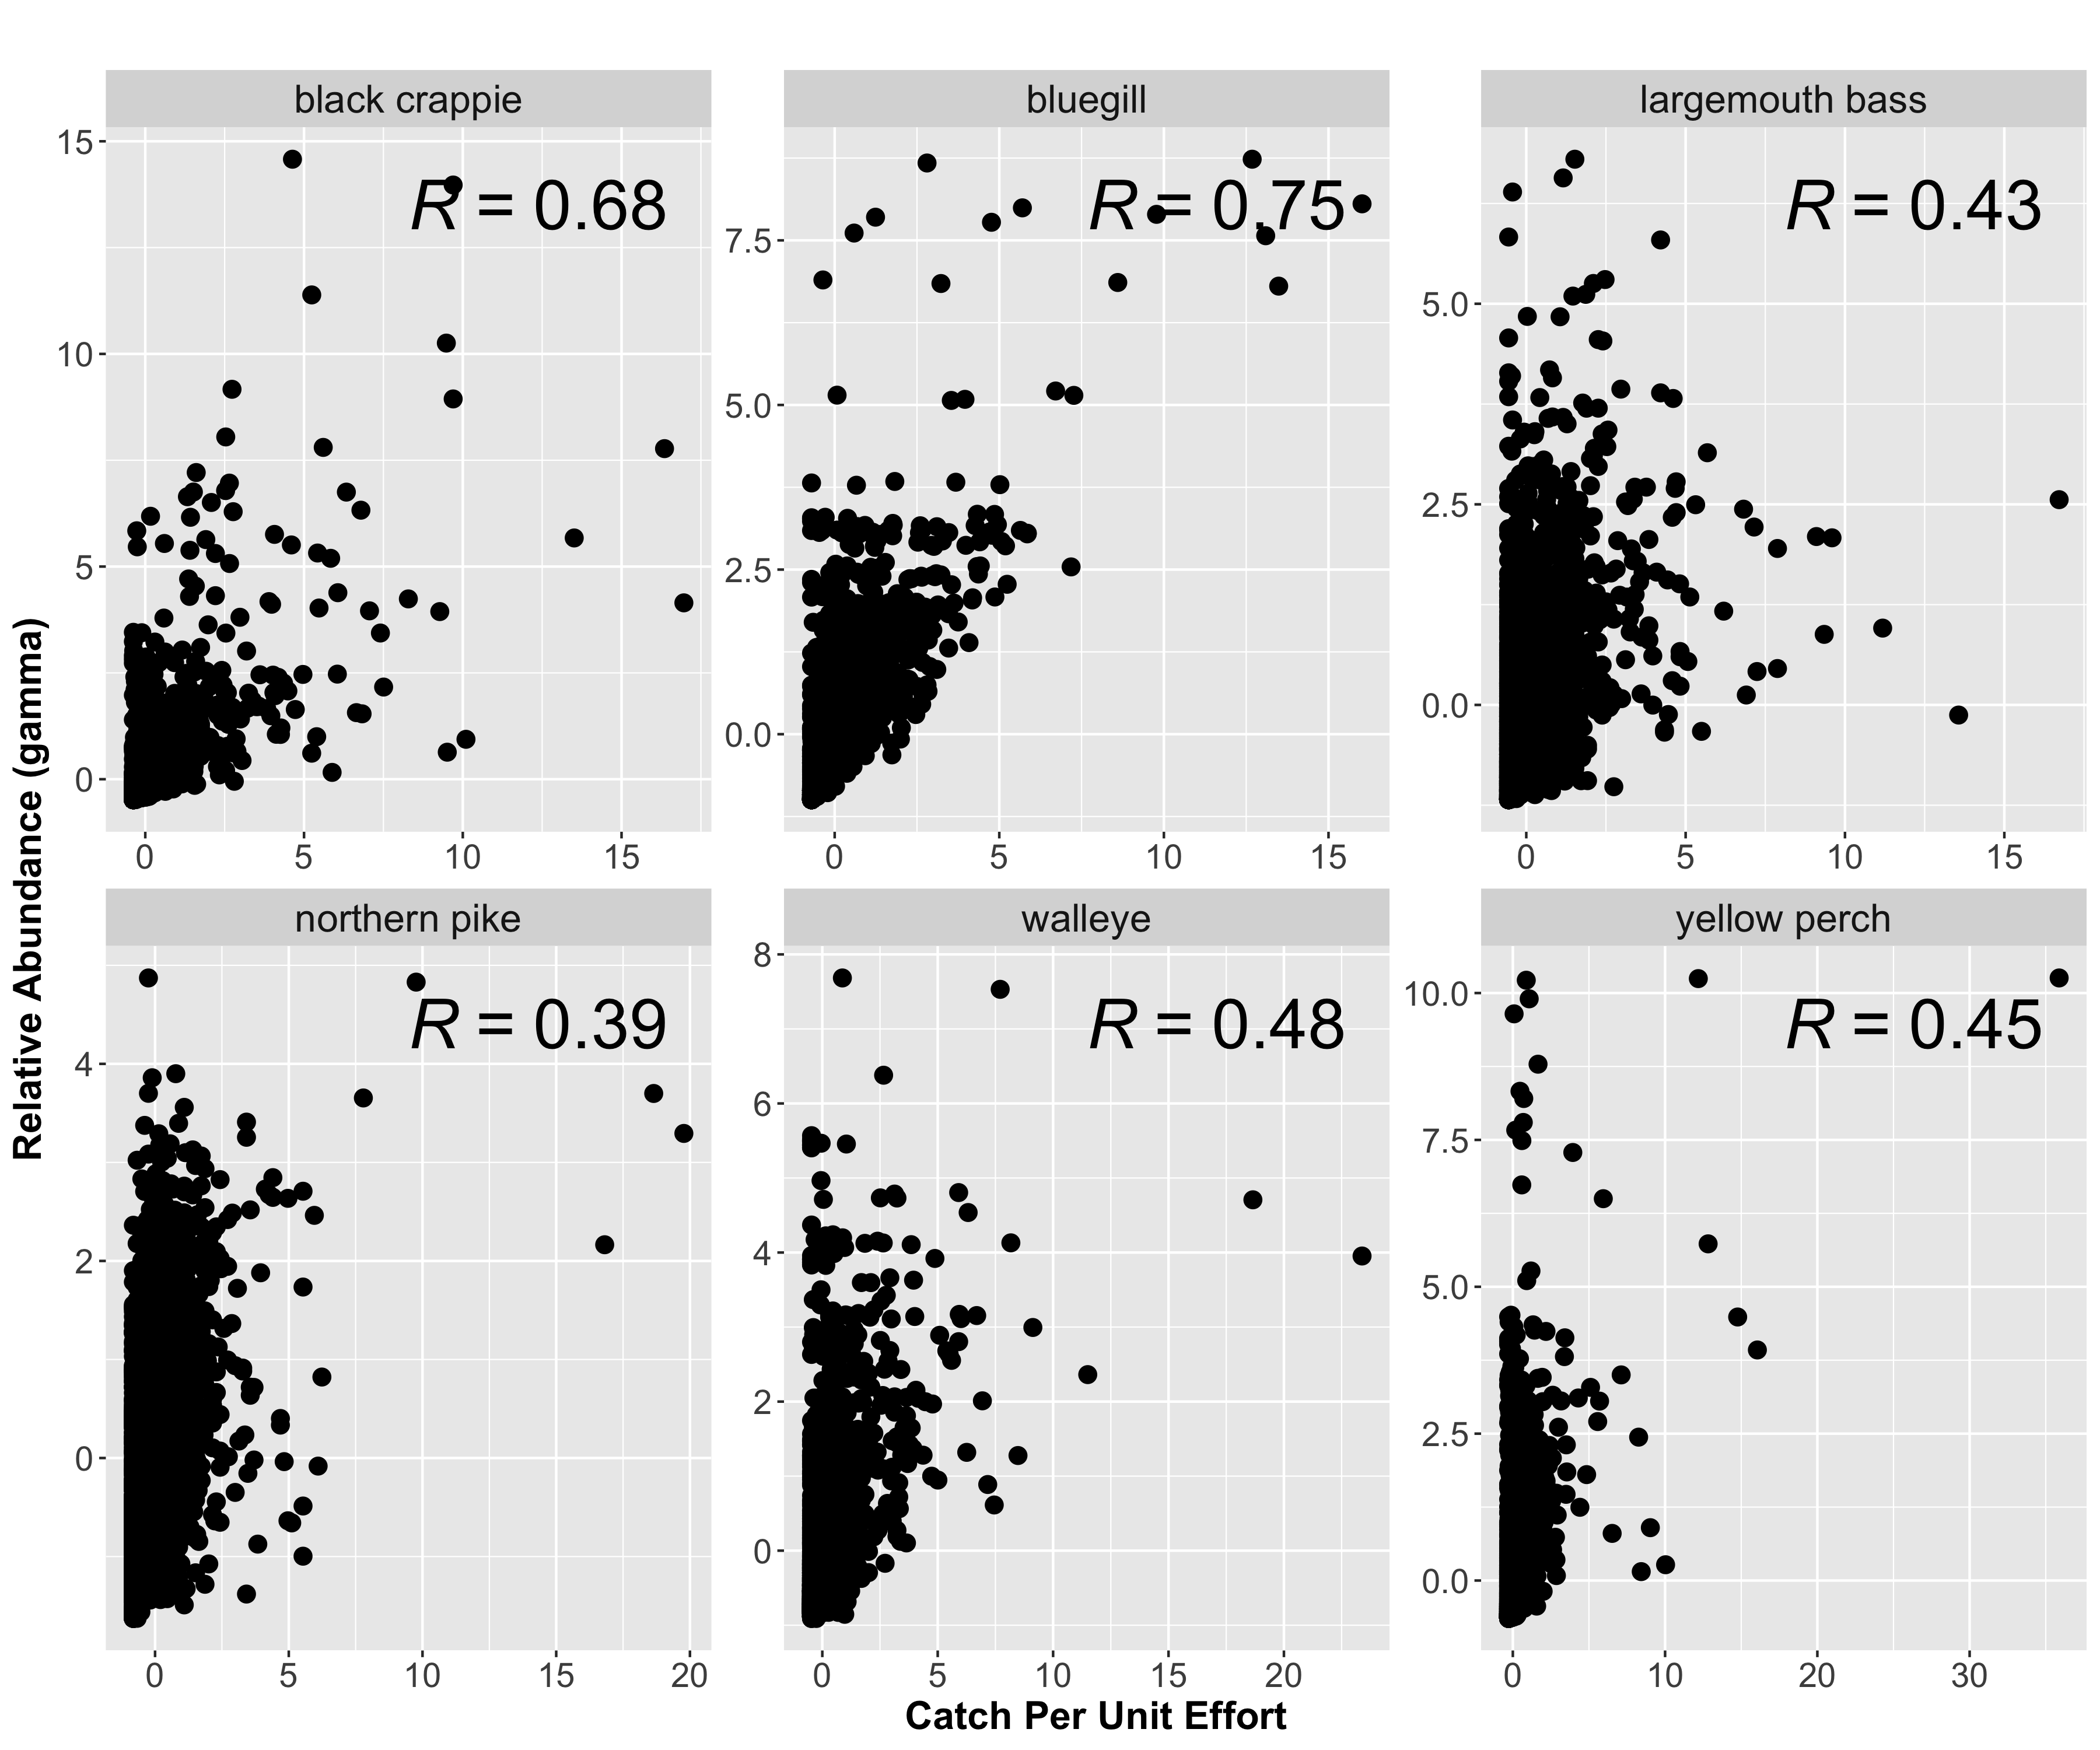 black crappie
bluegill
largemouth bass
R = 0.68
R = 0.75
R = 0.43
15
10
5
0
7.5
5.0
2.5
0.0
5.0
2.5
0.0
0 5 10 15
0 5 10 15
0 5 10 15
northern pike
walleye
yellow perch
R = 0.39
R = 0.48
R = 0.45
4
2
0
8
6
4
2
0
10.0
7.5
5.0
2.5
0.0
0 5 10 15 20
0 5 10 15 20
0 10 20 30
Relative Abundance (gamma)
Catch Per Unit Effort